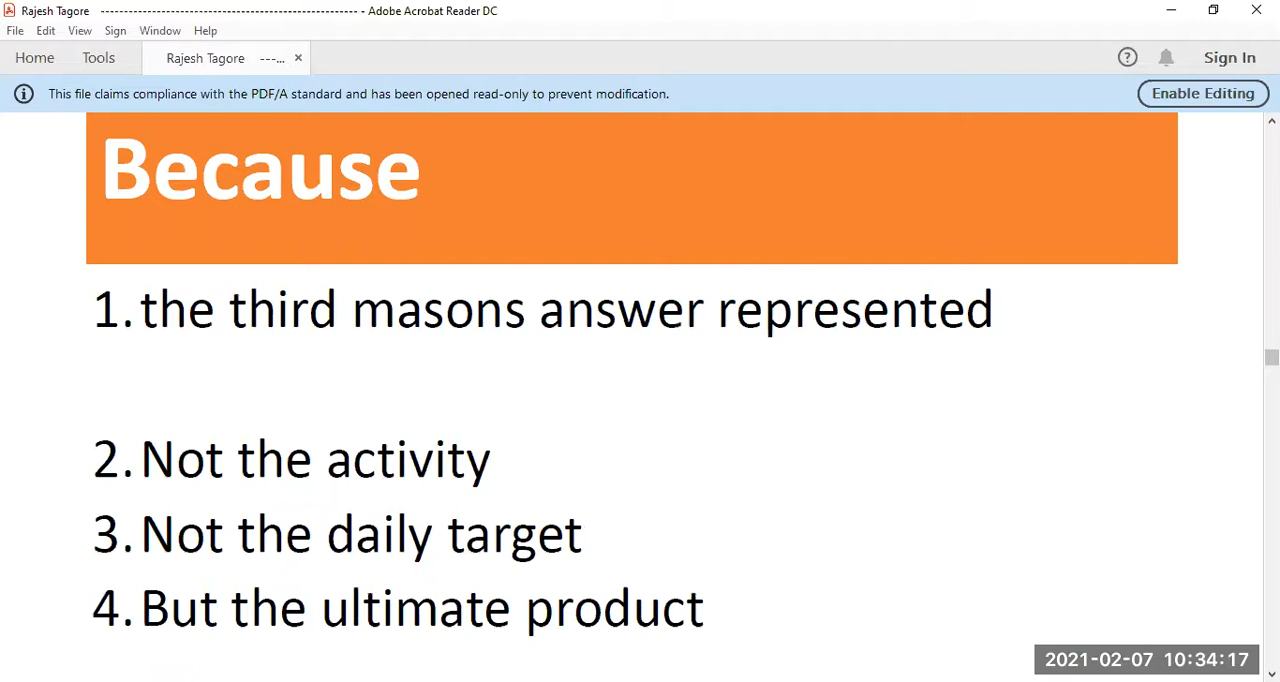 Rajesh Tagore ------------------------------------------------ - Adobe Acrobat Reader DC
File Edit View Sign Window Help
Home Tools Rajesh Tagore ---... × ? Sign In
This file claims compliance with the PDF/A standard and has been opened read-only to prevent modification. Enable Editing
Because
1. the third masons answer represented
2. Not the activity
3. Not the daily target
4. But the ultimate product
2021-02-07 10:34:17